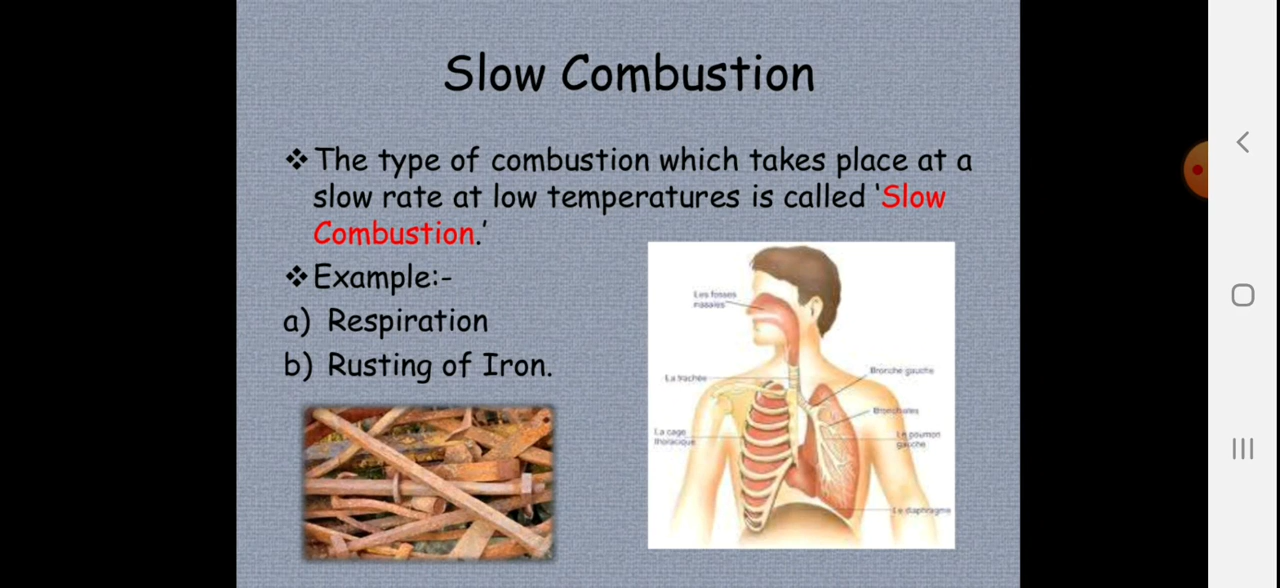 Slow Combustion
❖ The type of combustion which takes place at a
slow rate at low temperatures is called 'Slow
Combustion.'
❖ Example:-
a) Respiration
b) Rusting of Iron.
Les fosses
nasales
La trachée
Bronche gauche
Bronchioles
La cage
thoracique
Le poumon
gauche
Le diaphragme